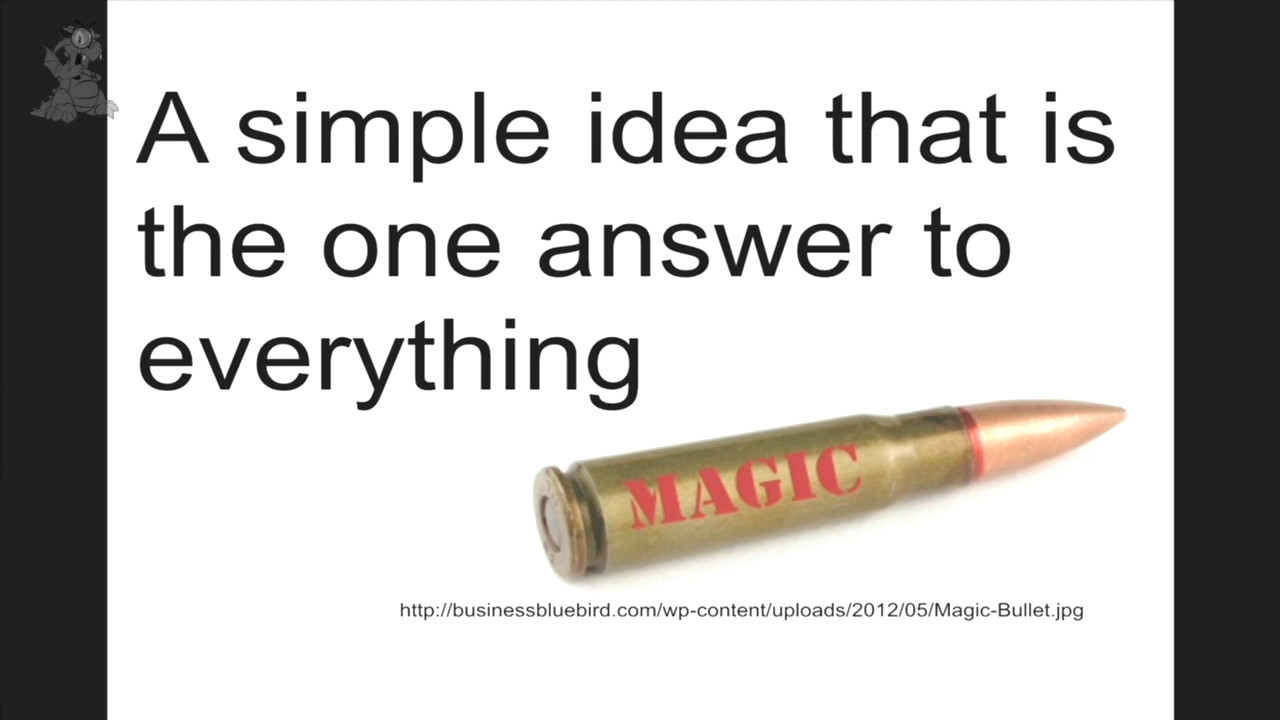 A simple idea that is
the one answer to
everything
MAGIC
http://businessbluebird.com/wp-content/uploads/2012/05/Magic-Bullet.jpg